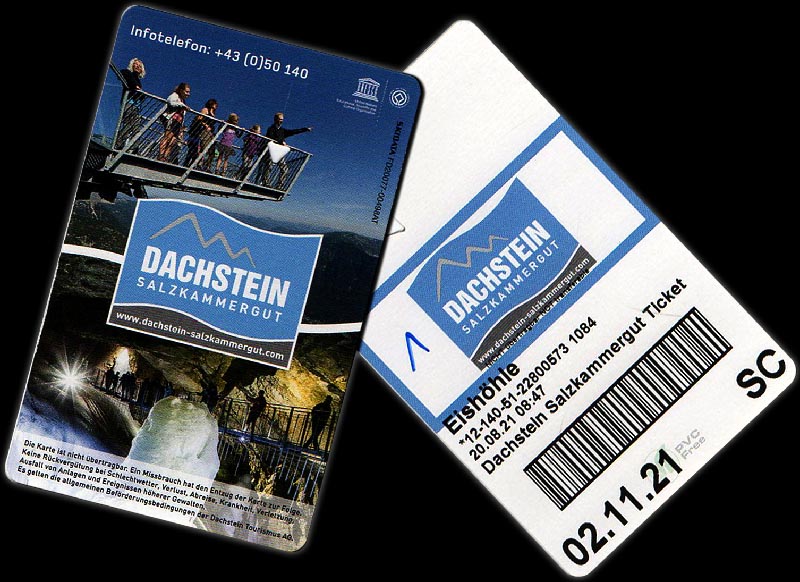 Infotelefon: +43 (0)50 140
DACHSTEIN
SALZKAMMERGUT
www.dachstein-salzkammergut.com
Die Karte ist nicht übertragbar. Ein Missbrauch hat den Entzug der Karte zur Folge.
Keine Rückvergütung bei Schlechtwetter, Verlust, Abreise, Krankheit, Verletzung,
Ausfall von Anlagen und Ereignissen höherer Gewalten.
Es gelten die allgemeinen Beförderungsbedingungen der Dachstein Tourismus AG.
DACHSTEIN
SALZKAMMERGUT
www.dachstein-salzkammergut.com
1
Eishöhle
*12-140-51-22800573 1084
20.08.21 08:47
Dachstein Salzkammergut Ticket
SC
PVC
Free
02.11.21